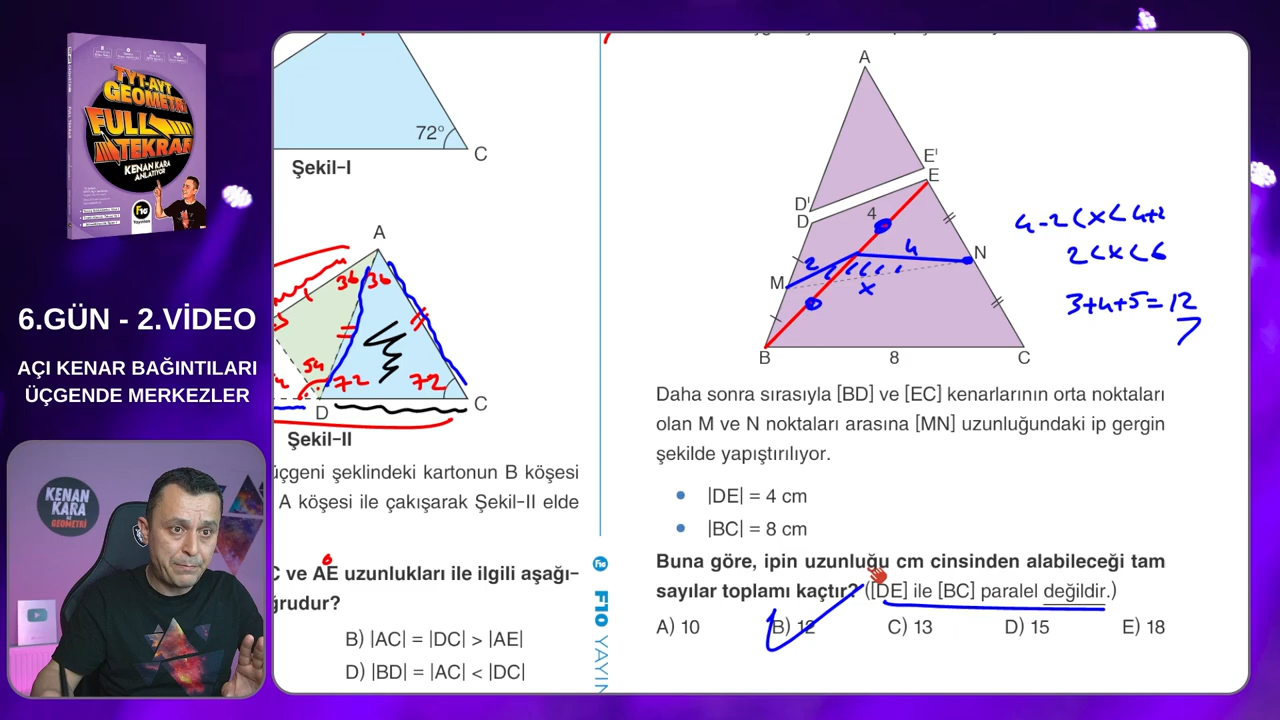 TYT-AYT
GEOMETRİ
FULL
TEKRAR
KENAN KARA
ANLATIYOR
F10
6.GÜN - 2.VİDEO
AÇI KENAR BAĞINTILARI
ÜÇGENDE MERKEZLER
KENAN
KARA
GEOMETRİ
72°
C
Şekil-I
A
36 36
54
72 72
D
C
Şekil-II
üçgeni şeklindeki kartonun B köşesi
A köşesi ile çakışarak Şekil-II elde
6
C ve AE uzunlukları ile ilgili aşağı-
ğrudur?
B) |AC| = |DC| > |AE|
D) |BD| = |AC| < |DC|
F10 YAYIN
A
E'
E
D'
D
4
N
4
2
M
x
B
8
C
4-2<x<4+2
2<x<6
3+4+5=12
Daha sonra sırasıyla [BD] ve [EC] kenarlarının orta noktaları
olan M ve N noktaları arasına [MN] uzunluğundaki ip gergin
şekilde yapıştırılıyor.
• |DE| = 4 cm
• |BC| = 8 cm
Buna göre, ipin uzunluğu cm cinsinden alabileceği tam
sayılar toplamı kaçtır? ([DE] ile [BC] paralel değildir.)
A) 10 B) 12 C) 13 D) 15 E) 18